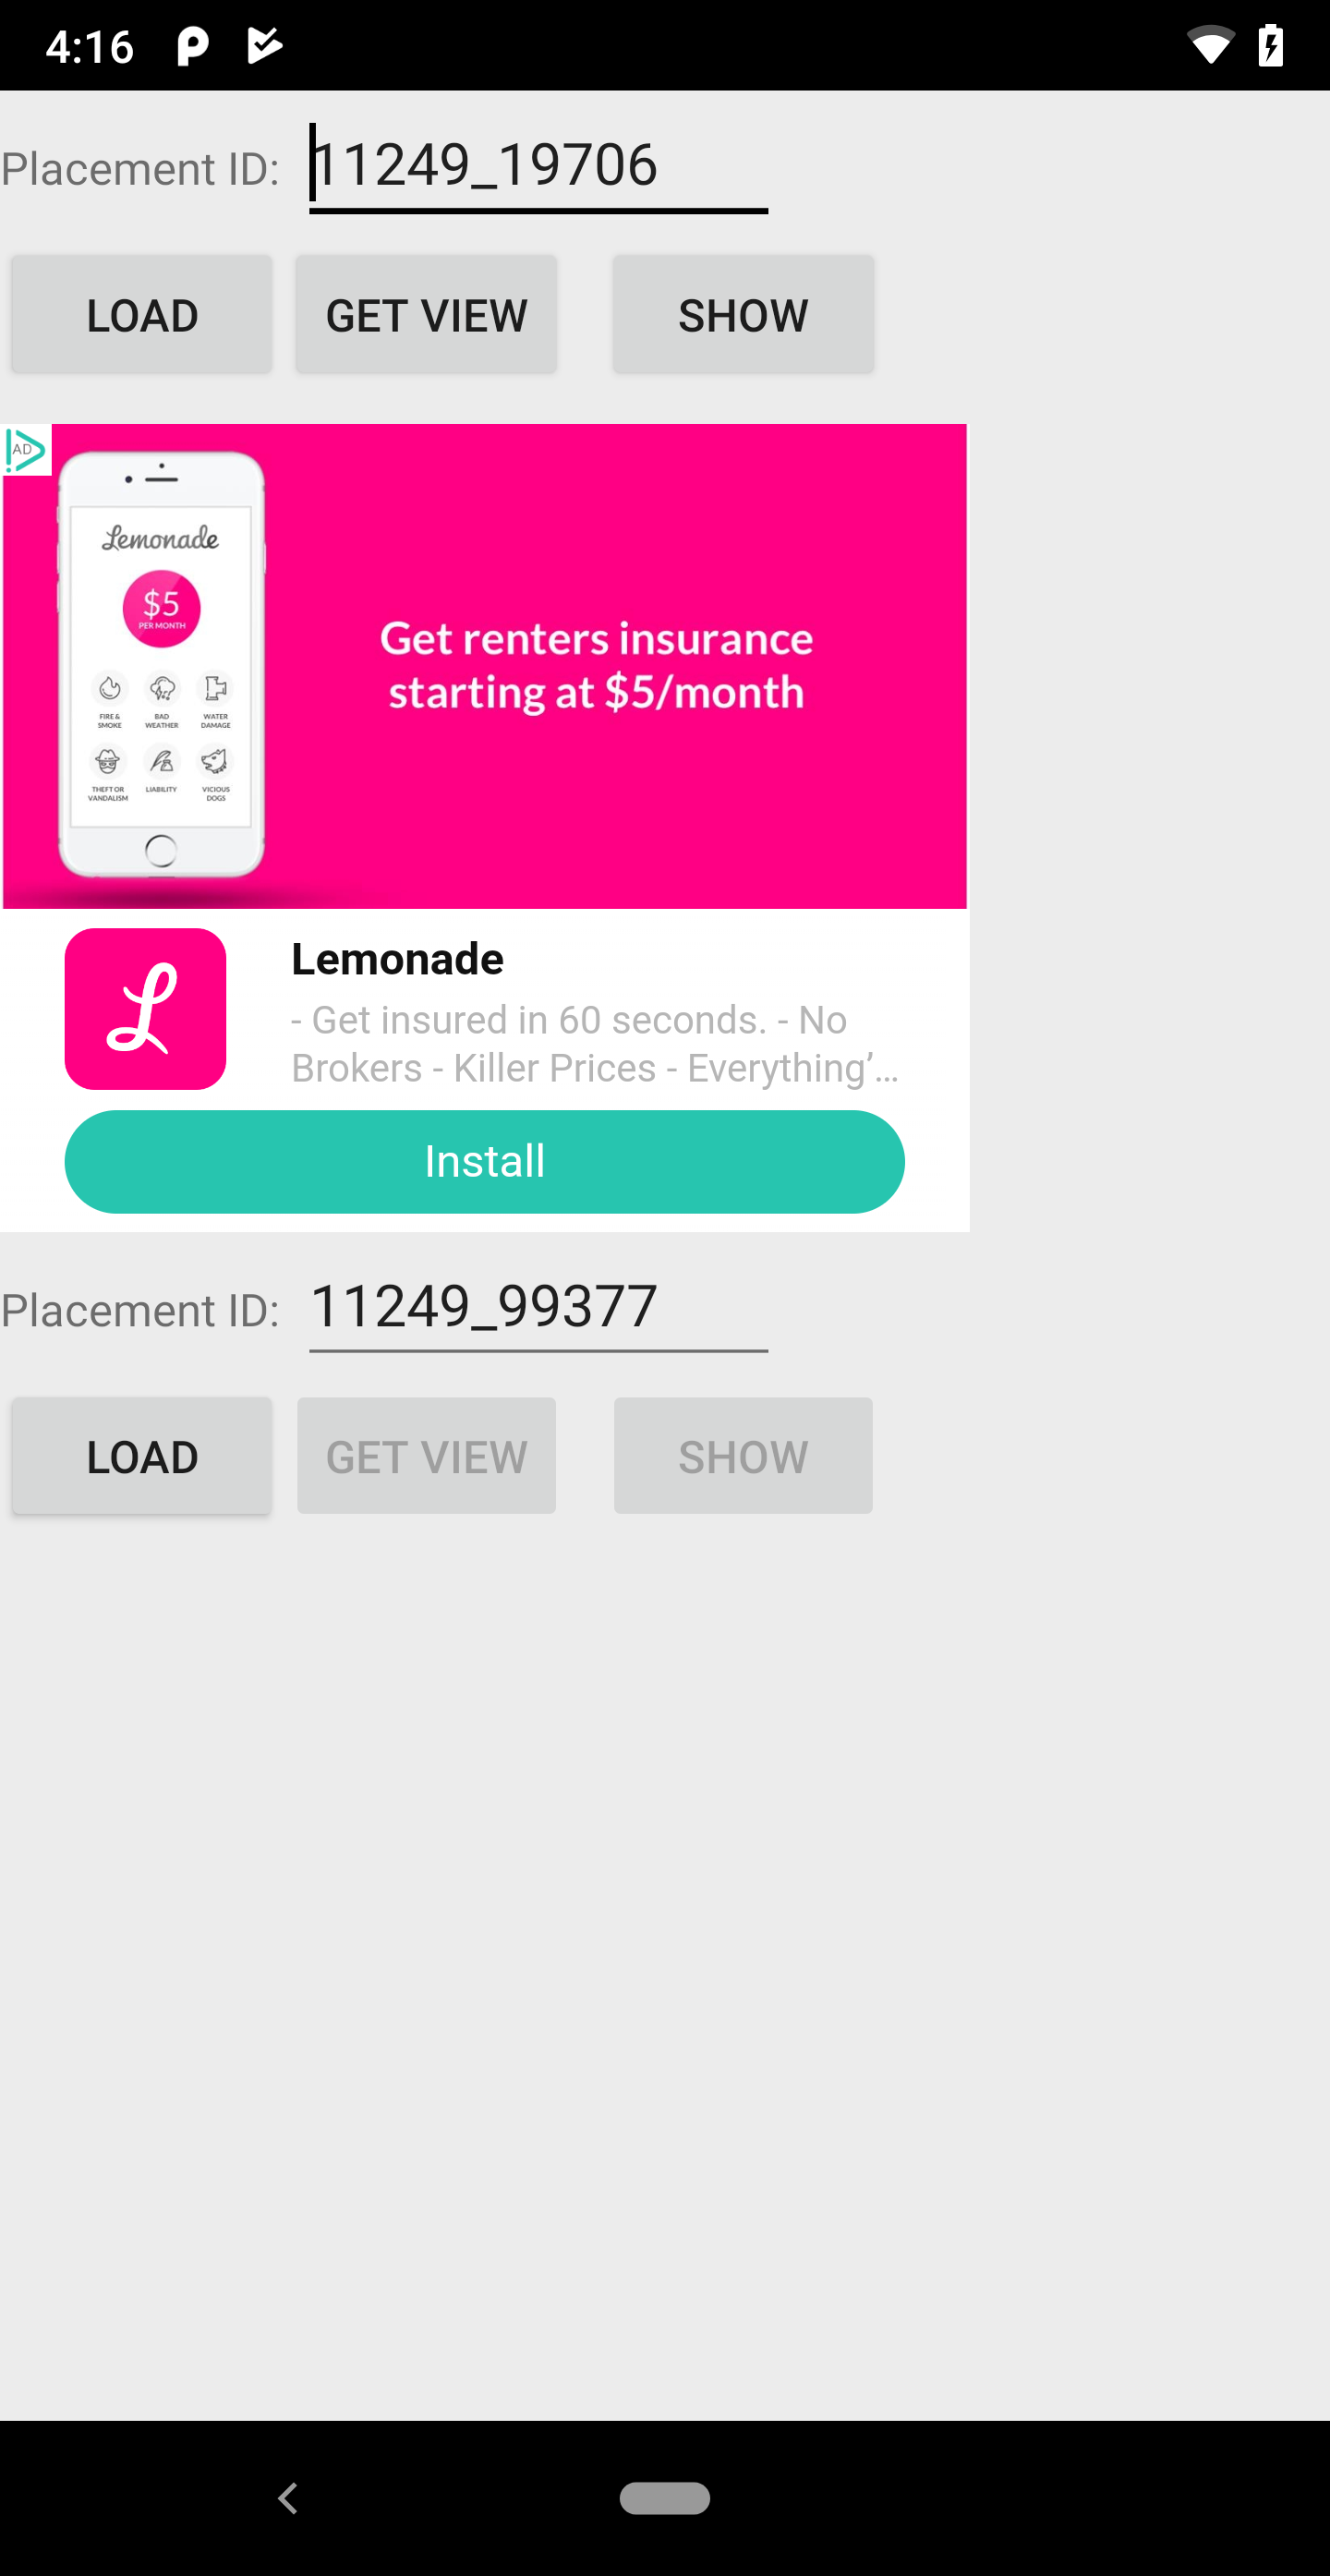 4:16
Placement ID: 11249_19706
LOAD GET VIEW SHOW
AD
Lemonade
$5
PER MONTH
FIRE & SMOKE
BAD WEATHER
WATER DAMAGE
THEFT OR VANDALISM
LIABILITY
VICIOUS DOGS
Get renters insurance
starting at $5/month
Lemonade
- Get insured in 60 seconds. - No
Brokers - Killer Prices - Everything’…
Install
Placement ID: 11249_99377
LOAD GET VIEW SHOW